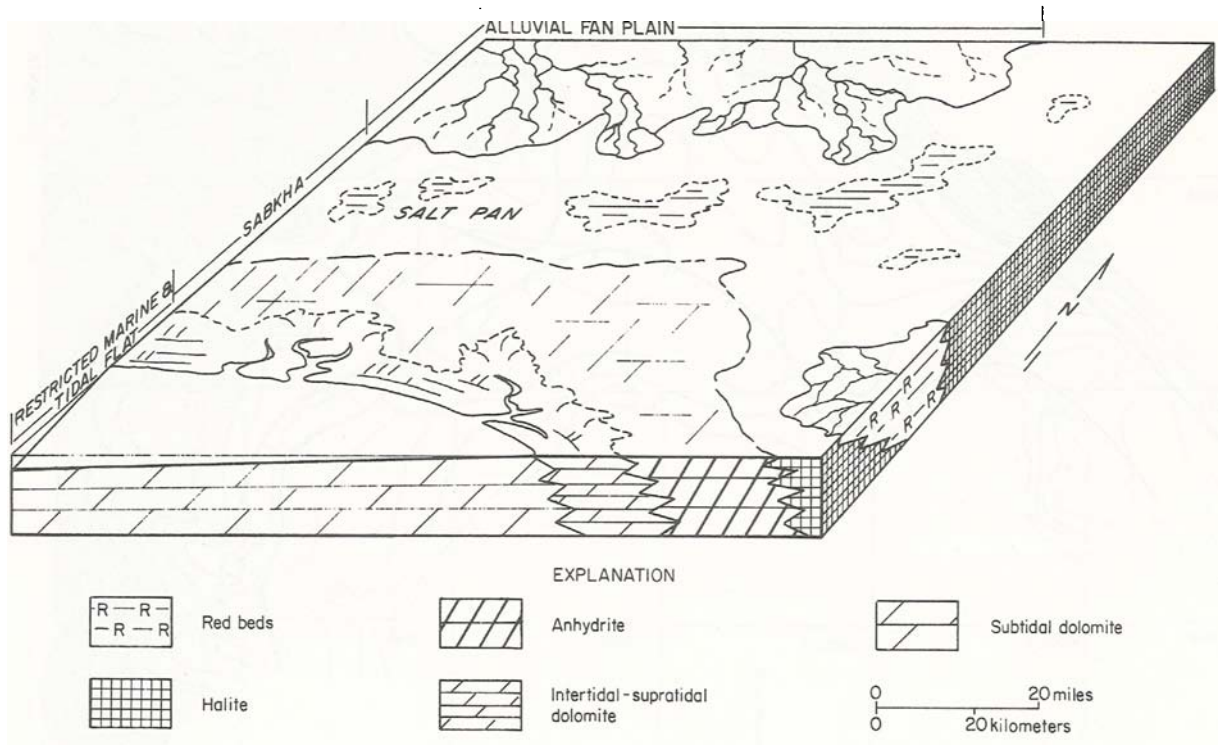 ALLUVIAL FAN PLAIN
SABKHA
SALT PAN
RESTRICTED MARINE &
TIDAL FLAT
N
R
R
R
R
R
R
EXPLANATION
R — R
R R
Red beds
Anhydrite
Subtidal dolomite
Halite
Intertidal-supratidal
dolomite
0 20 miles
0 20 kilometers